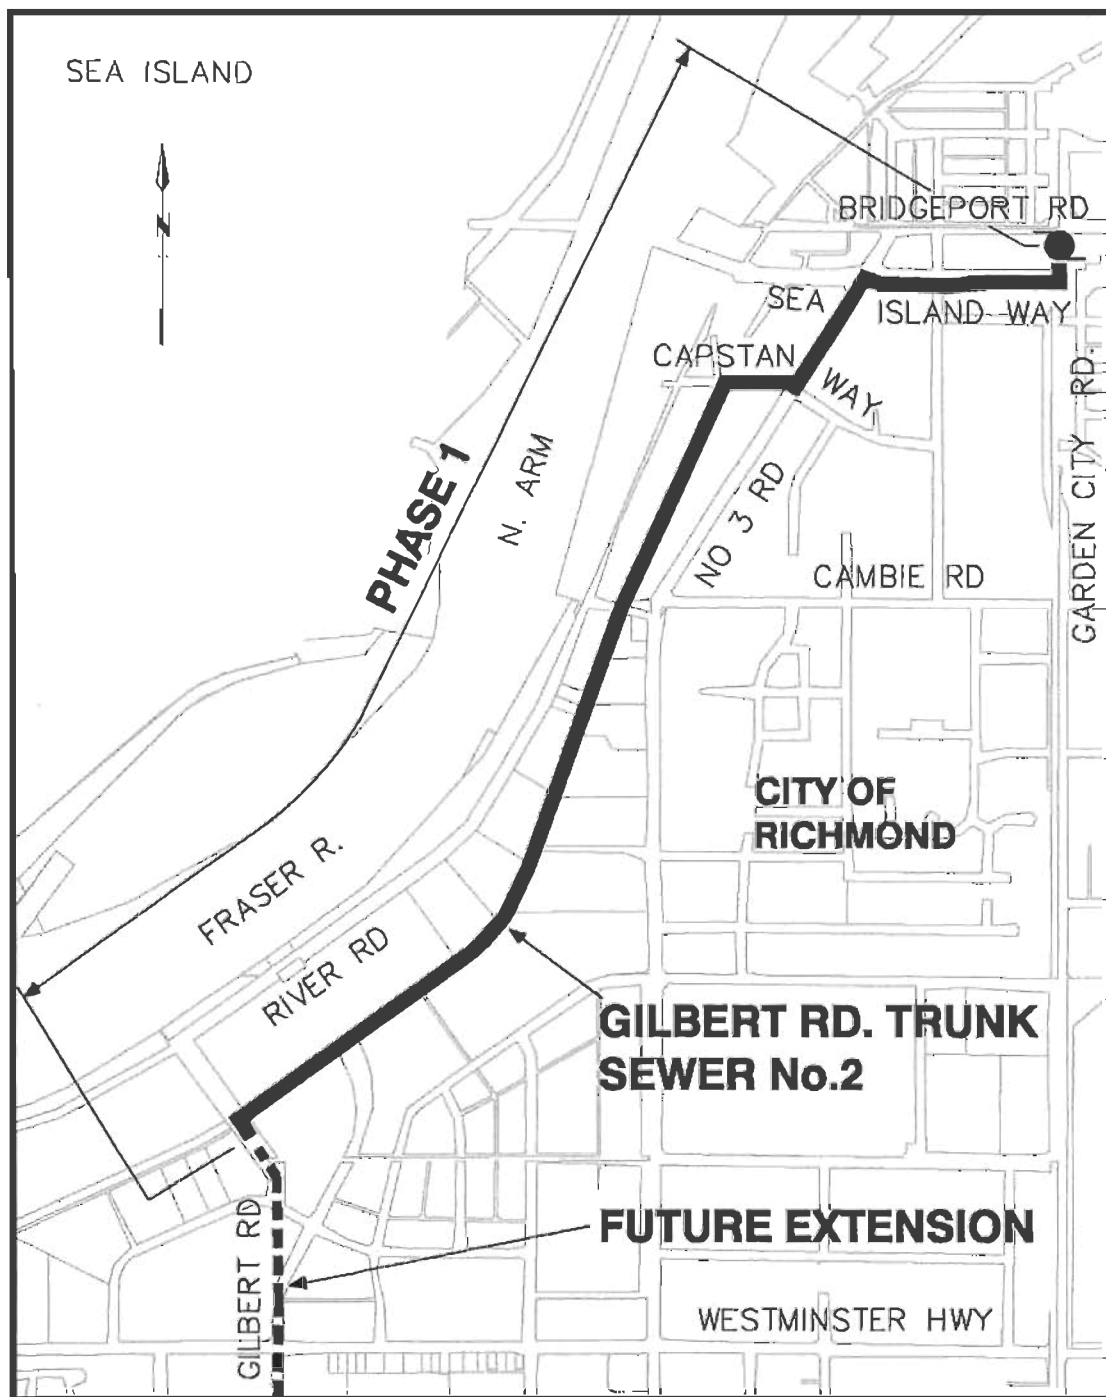 SEA ISLAND
N
BRIDGEPORT RD
SEA ISLAND WAY
CAPSTAN WAY
GARDEN CITY RD.
PHASE 1
N. ARM
NO 3 RD
CAMBIE RD
CITY OF
RICHMOND
FRASER R.
RIVER RD
GILBERT RD. TRUNK
SEWER No.2
GILBERT RD
FUTURE EXTENSION
WESTMINSTER HWY